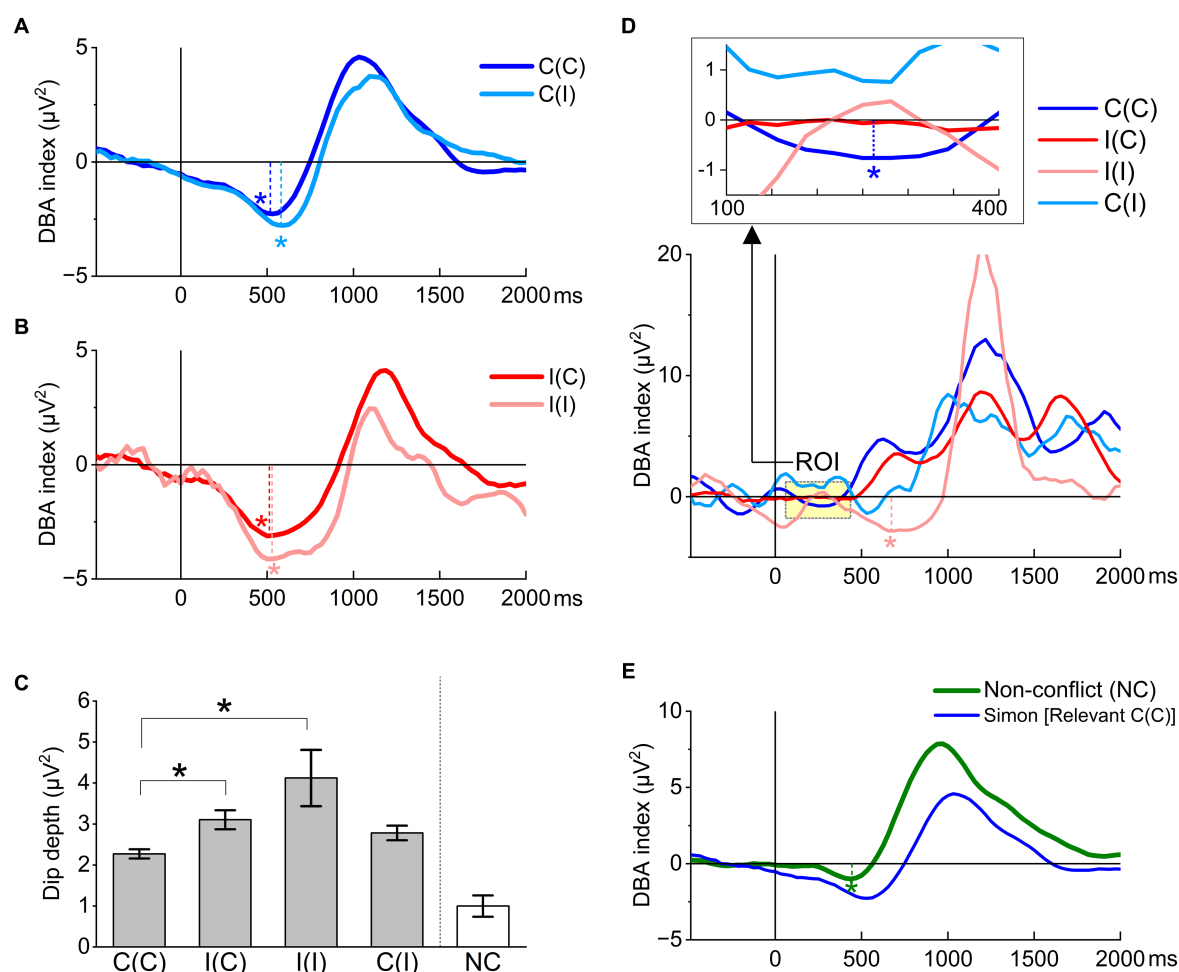 A
5
0
−5
DBA index (μV²)
C(C)
C(I)
*
*
0
500
1000
1500
2000 ms
B
5
0
−5
DBA index (μV²)
I(C)
I(I)
*
*
0
500
1000
1500
2000 ms
C
6
5
4
3
2
1
0
Dip depth (μV²)
*
*
C(C)
I(C)
I(I)
C(I)
NC
D
1
0
-1
*
100
400
C(C)
I(C)
I(I)
C(I)
20
10
0
DBA index (μV²)
ROI
*
0
500
1000
1500
2000 ms
E
10
5
0
−5
DBA index (μV²)
Non-conflict (NC)
Simon [Relevant C(C)]
*
0
500
1000
1500
2000 ms